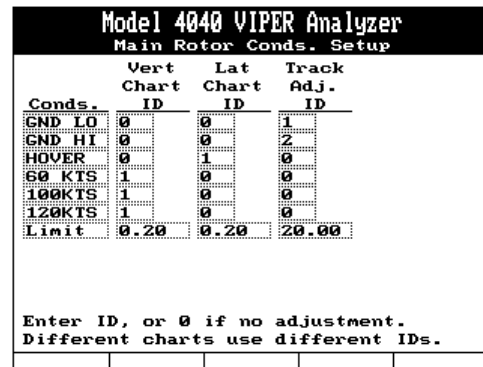 Model 4040 VIPER Analyzer
Main Rotor Conds. Setup
Vert Lat Track
Chart Chart Adj.
Conds. ID ID ID
GND LO 0 0 1
GND HI 0 0 2
HOVER 0 1 0
60 KTS 1 0 0
100KTS 1 0 0
120KTS 1 0 0
Limit 0.20 0.20 20.00
Enter ID, or 0 if no adjustment.
Different charts use different IDs.